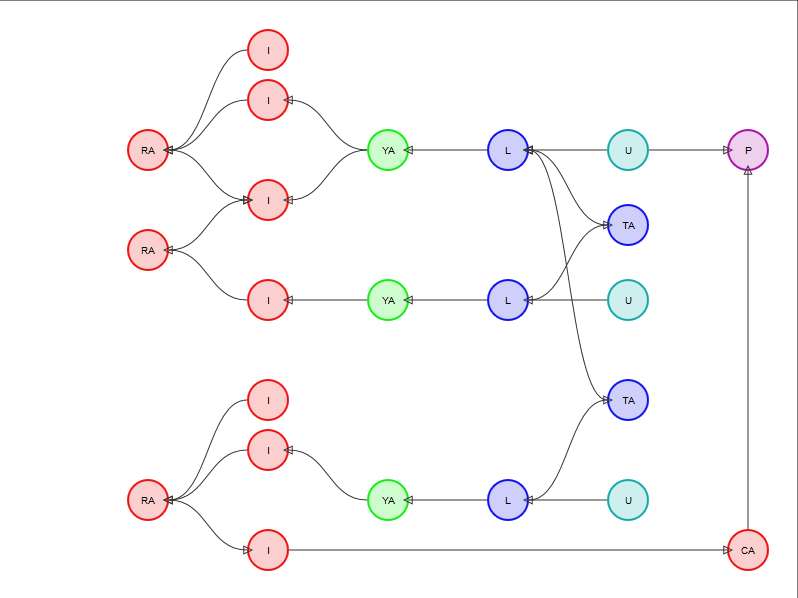 I
I
RA YA L U P
I
TA
RA
I YA L U
I TA
I
RA YA L U
I CA